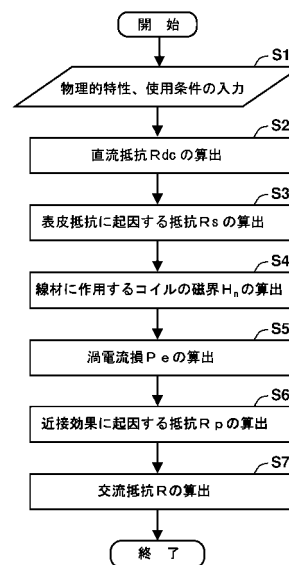 開 始
S1
物理的特性、使用条件の入力
S2
直流抵抗Rdcの算出
S3
表皮抵抗に起因する抵抗Rsの算出
S4
線材に作用するコイルの磁界Hnの算出
S5
渦電流損Ｐｅの算出
S6
近接効果に起因する抵抗Ｒｐの算出
S7
交流抵抗Rの算出
終 了